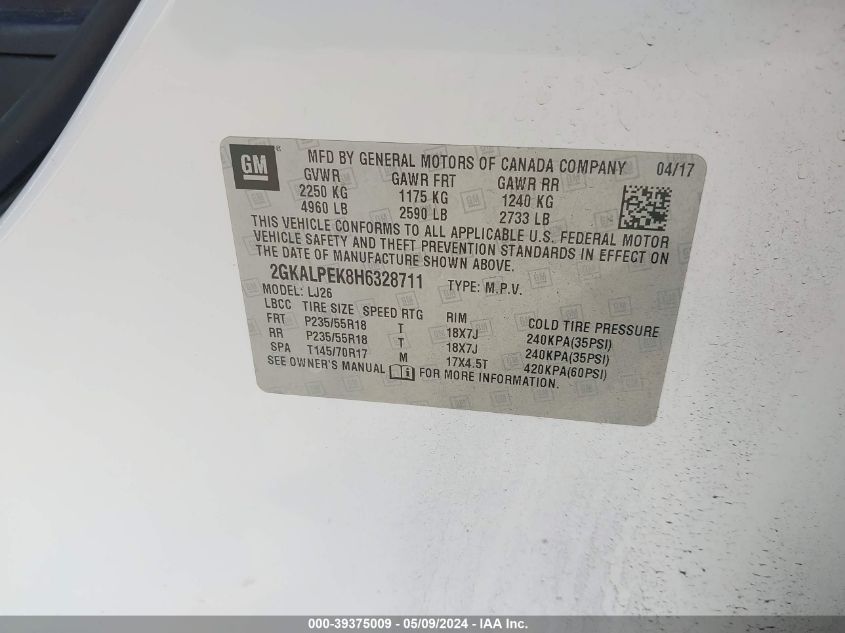 GM ®
MFD BY GENERAL MOTORS OF CANADA COMPANY 04/17
GVWR GAWR FRT GAWR RR
2250 KG 1175 KG 1240 KG
4960 LB 2590 LB 2733 LB
THIS VEHICLE CONFORMS TO ALL APPLICABLE U.S. FEDERAL MOTOR
VEHICLE SAFETY AND THEFT PREVENTION STANDARDS IN EFFECT ON
THE DATE OF MANUFACTURE SHOWN ABOVE.
2GKALPEK8H6328711 TYPE: M.P.V.
MODEL: LJ26
LBCC TIRE SIZE SPEED RTG RIM COLD TIRE PRESSURE
FRT P235/55R18 T 18X7J 240KPA(35PSI)
RR P235/55R18 T 18X7J 240KPA(35PSI)
SPA T145/70R17 M 17X4.5T 420KPA(60PSI)
SEE OWNER'S MANUAL FOR MORE INFORMATION.
000-39375009 - 05/09/2024 - IAA Inc.